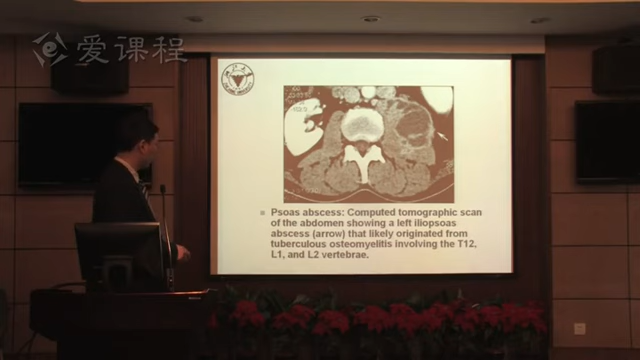 爱课程
Psoas abscess: Computed tomographic scan
of the abdomen showing a left iliopsoas
abscess (arrow) that likely originated from
tuberculous osteomyelitis involving the T12,
L1, and L2 vertebrae.